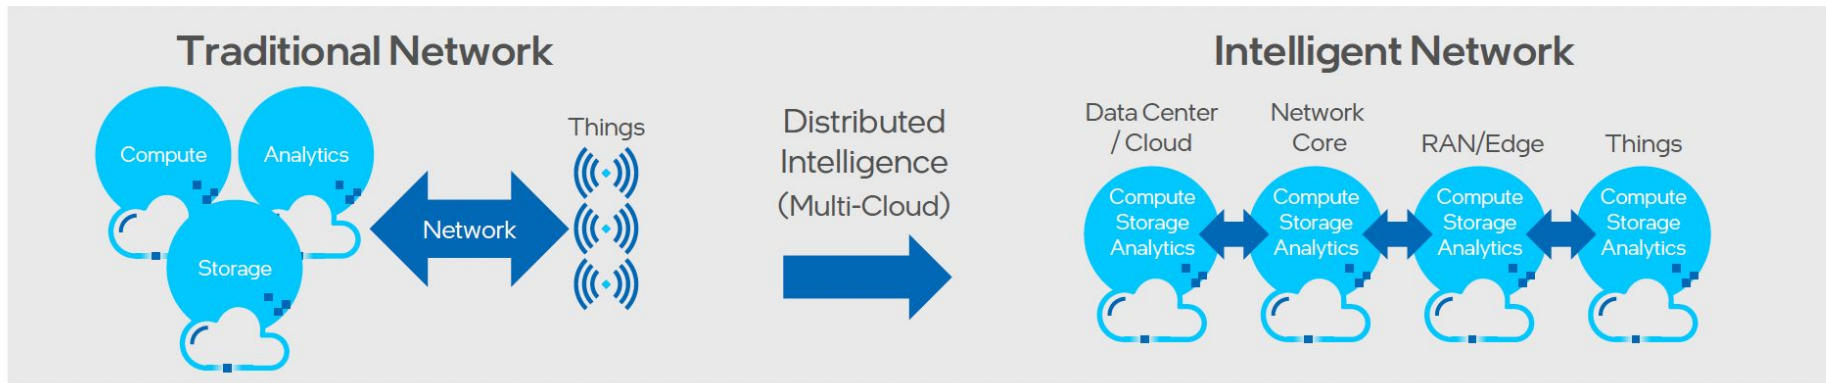 Traditional Network
Compute
Analytics
Storage
Network
Things
Distributed
Intelligence
(Multi-Cloud)
Intelligent Network
Data Center
/ Cloud
Compute
Storage
Analytics
Network
Core
Compute
Storage
Analytics
RAN/Edge
Compute
Storage
Analytics
Things
Compute
Storage
Analytics